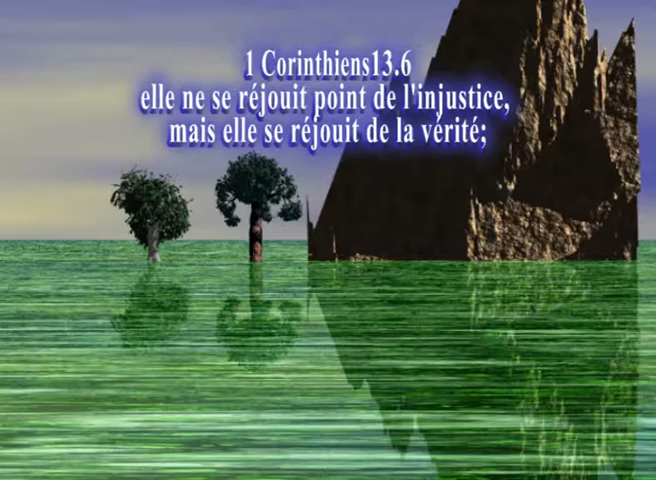 1 Corinthiens13.6
elle ne se réjouit point de l'injustice,
mais elle se réjouit de la vérité;